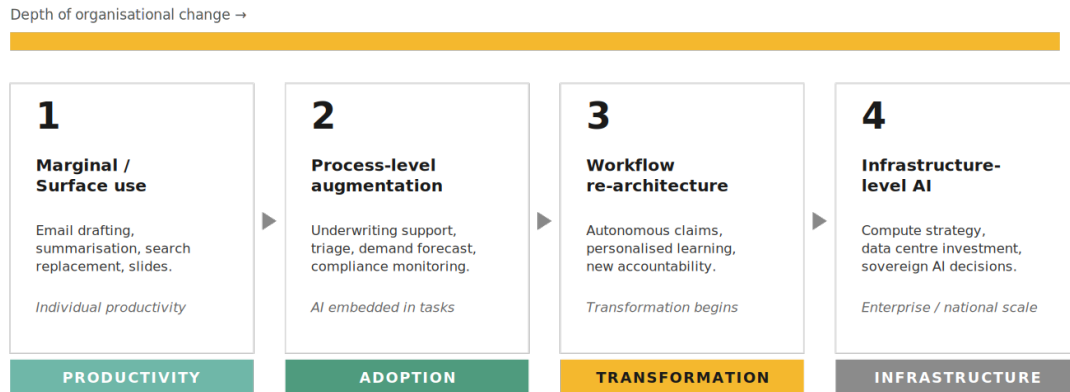 Depth of organisational change →
1
Marginal /
Surface use
Email drafting,
summarisation, search
replacement, slides.
Individual productivity
PRODUCTIVITY
2
Process-level
augmentation
Underwriting support,
triage, demand forecast,
compliance monitoring.
AI embedded in tasks
ADOPTION
3
Workflow
re-architecture
Autonomous claims,
personalised learning,
new accountability.
Transformation begins
TRANSFORMATION
4
Infrastructure-
level AI
Compute strategy,
data centre investment,
sovereign AI decisions.
Enterprise / national scale
INFRASTRUCTURE